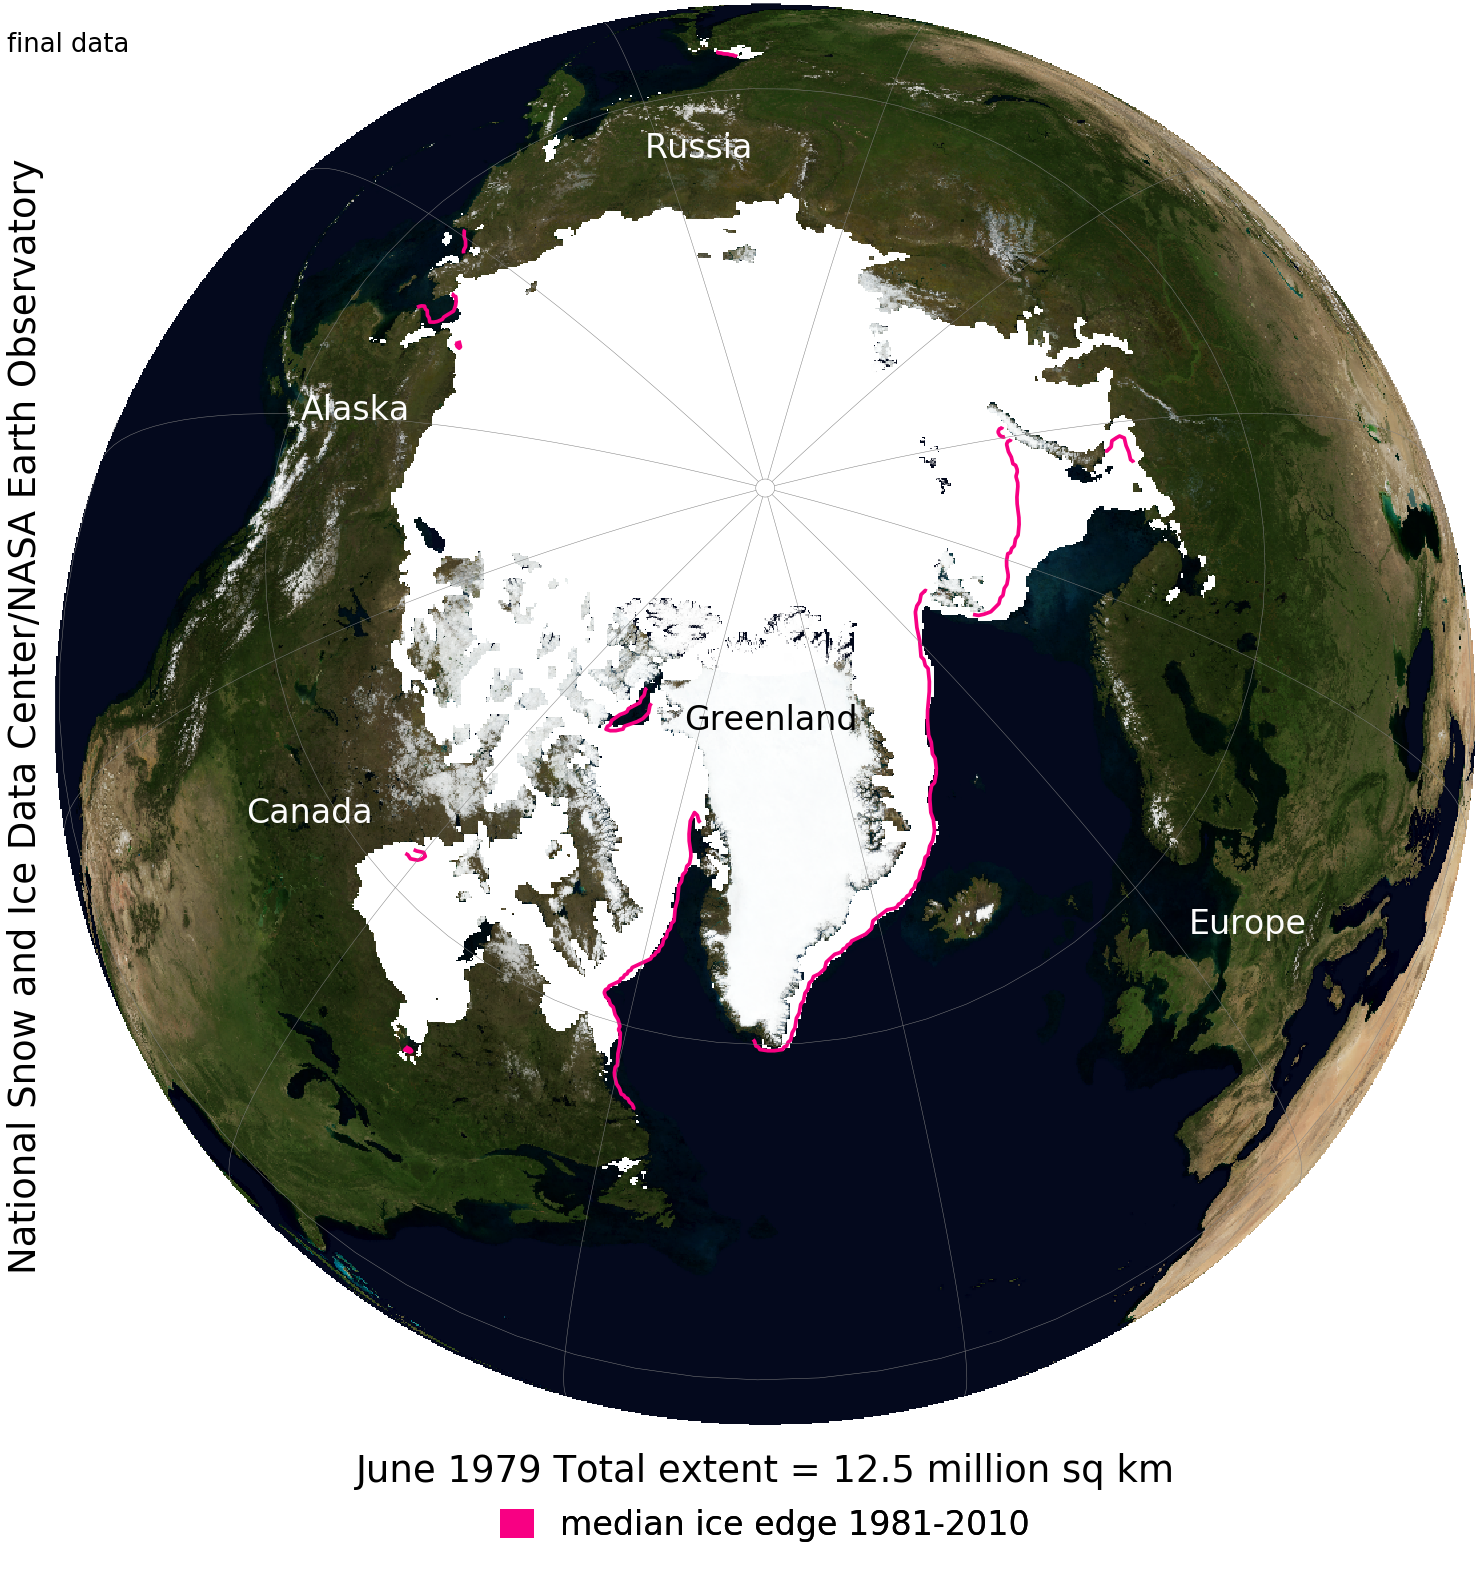 final data
National Snow and Ice Data Center/NASA Earth Observatory
Russia
Alaska
Greenland
Canada
Europe
June 1979 Total extent = 12.5 million sq km
median ice edge 1981-2010